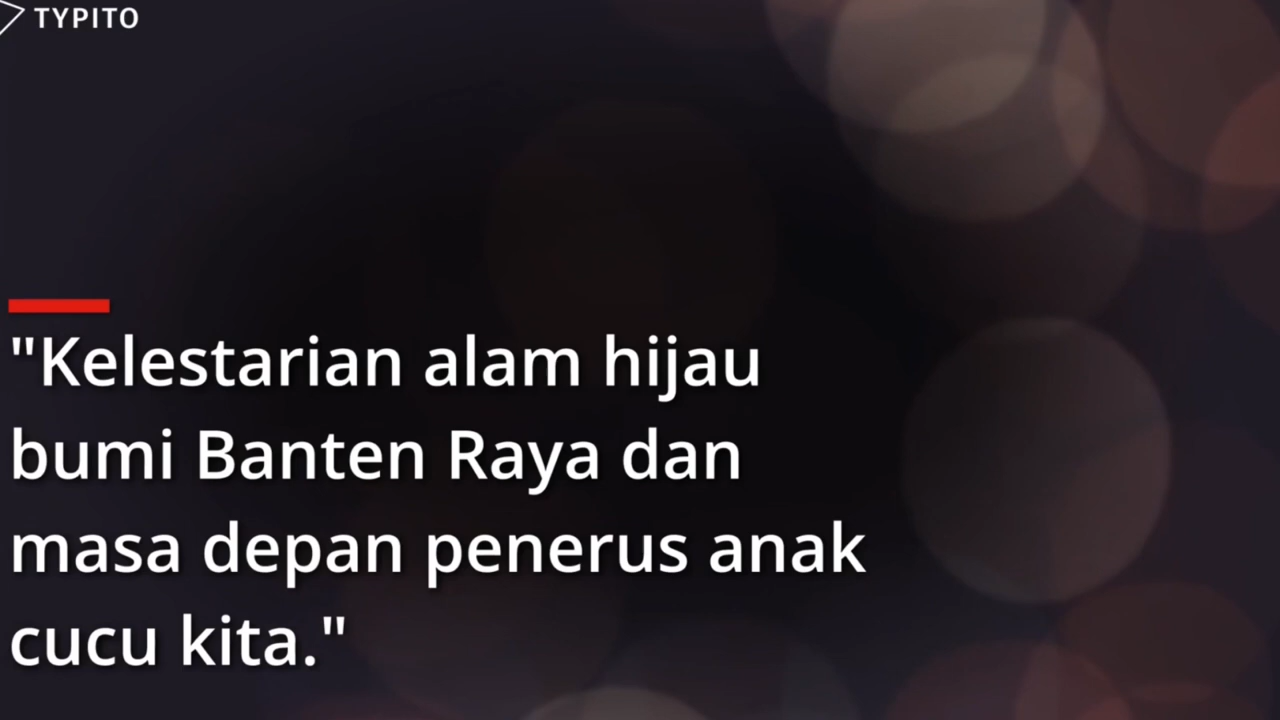 TYPITO
"Kelestarian alam hijau
bumi Banten Raya dan
masa depan penerus anak
cucu kita."